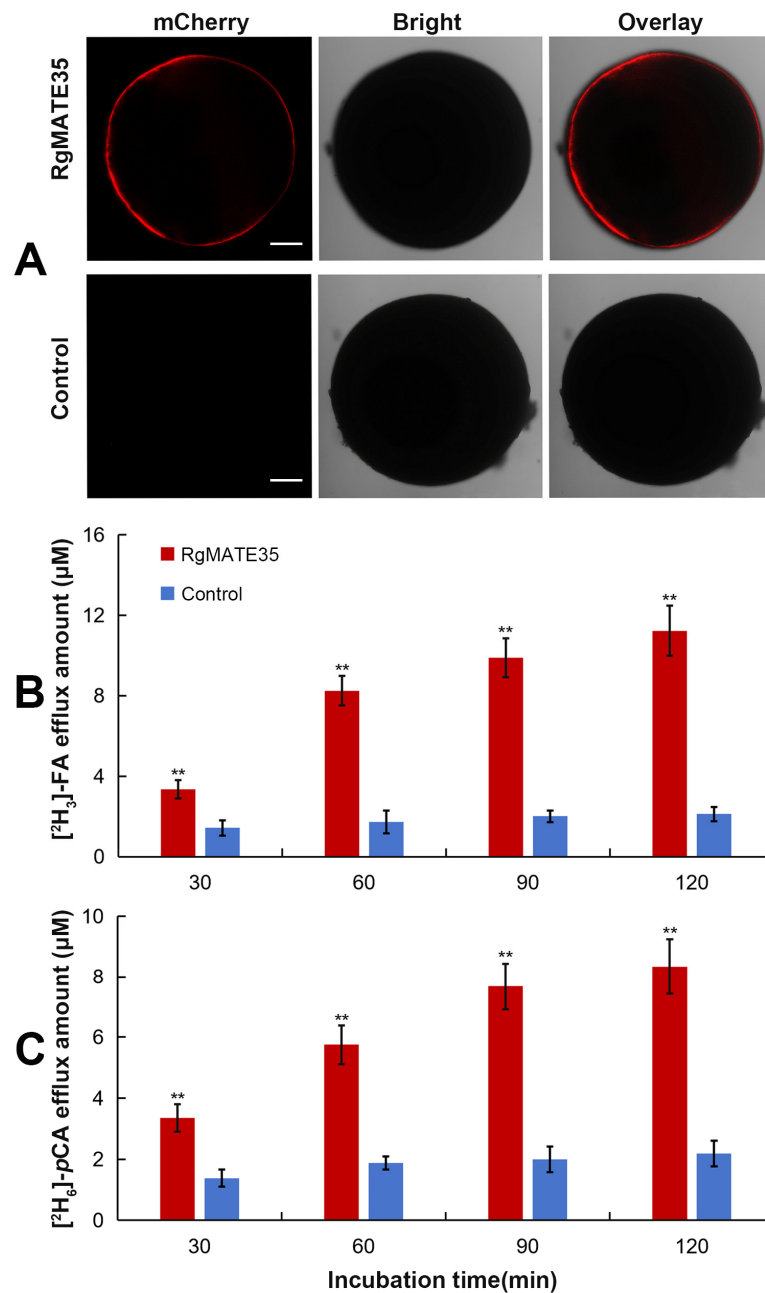 mCherry Bright Overlay
RgMATE35
A
Control
16
12
8
4
0
[²H₃]-FA efflux amount (µM)
B
RgMATE35
Control
**
**
**
**
30 60 90 120
10
8
6
4
2
0
[²H₆]-pCA efflux amount (µM)
C
**
**
**
**
30 60 90 120
Incubation time(min)